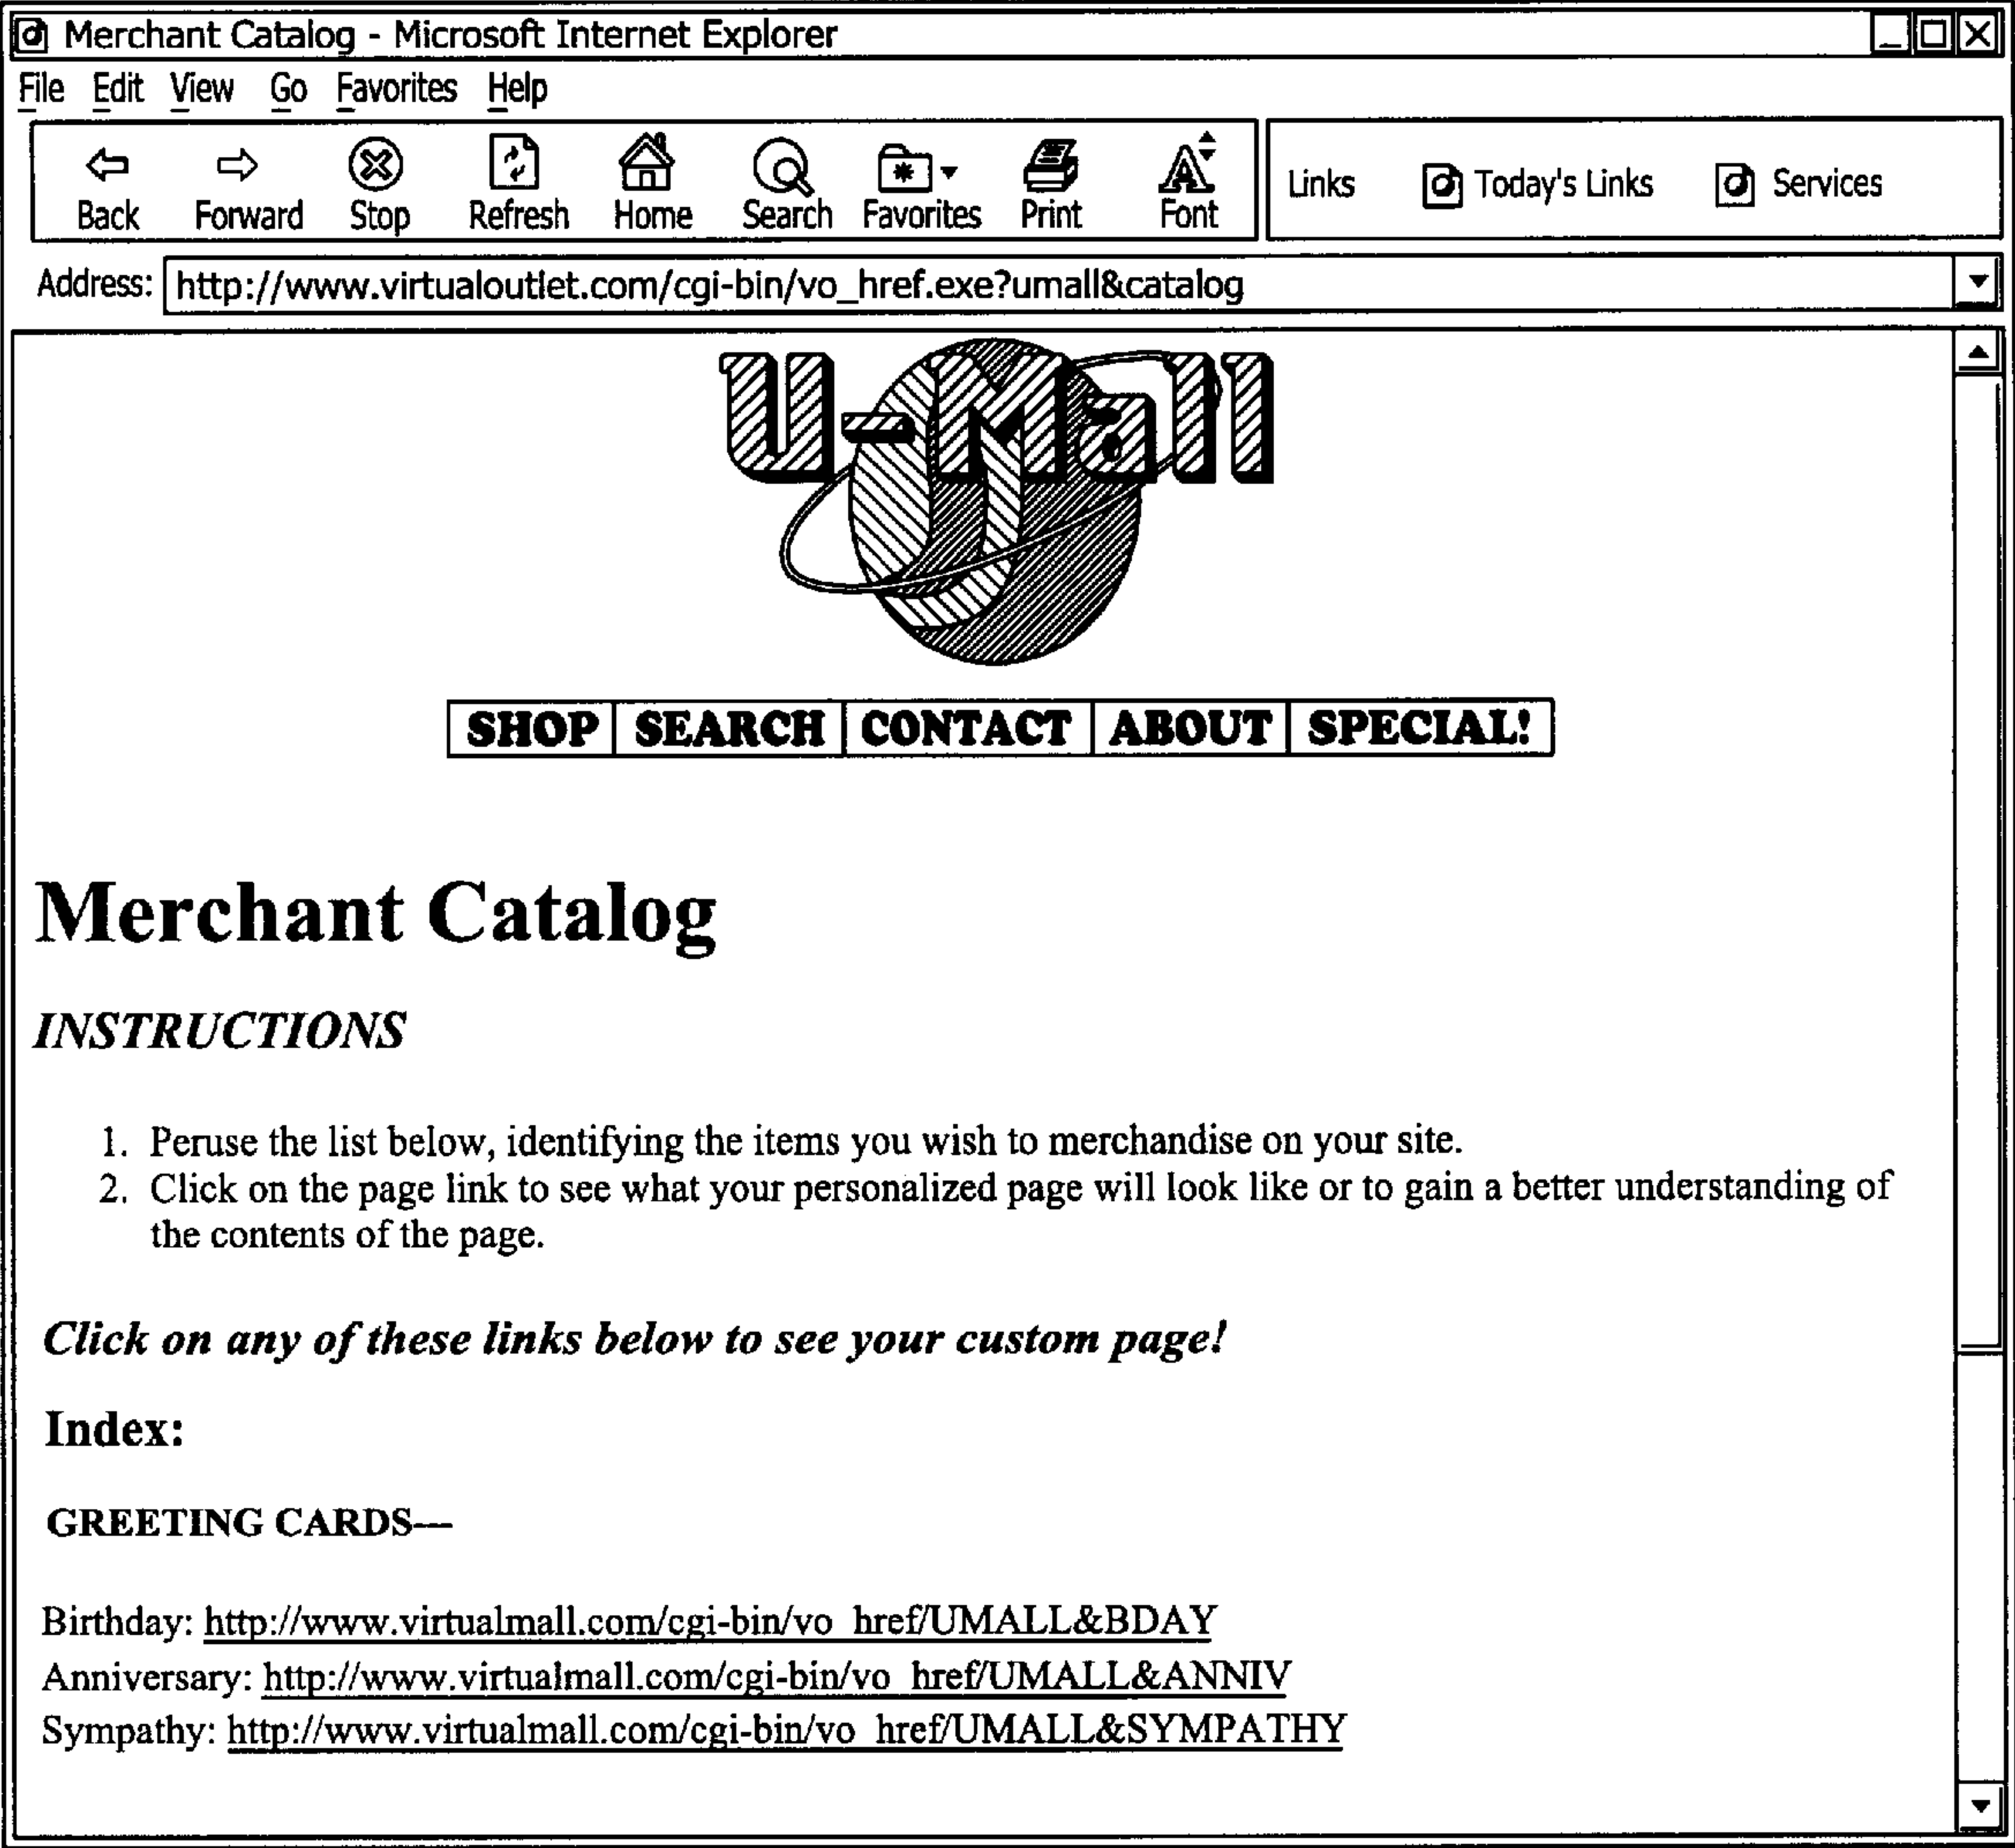 Merchant Catalog - Microsoft Internet Explorer
File Edit View Go Favorites Help
Back Forward Stop Refresh Home Search Favorites Print Font Links Today's Links Services
Address: http://www.virtualoutlet.com/cgi-bin/vo_href.exe?umall&catalog
U-Mall
SHOP SEARCH CONTACT ABOUT SPECIAL!
Merchant Catalog
INSTRUCTIONS
1. Peruse the list below, identifying the items you wish to merchandise on your site.
2. Click on the page link to see what your personalized page will look like or to gain a better understanding of
the contents of the page.
Click on any of these links below to see your custom page!
Index:
GREETING CARDS—
Birthday: http://www.virtualmall.com/cgi-bin/vo_href/UMALL&BDAY
Anniversary: http://www.virtualmall.com/cgi-bin/vo_href/UMALL&ANNIV
Sympathy: http://www.virtualmall.com/cgi-bin/vo_href/UMALL&SYMPATHY